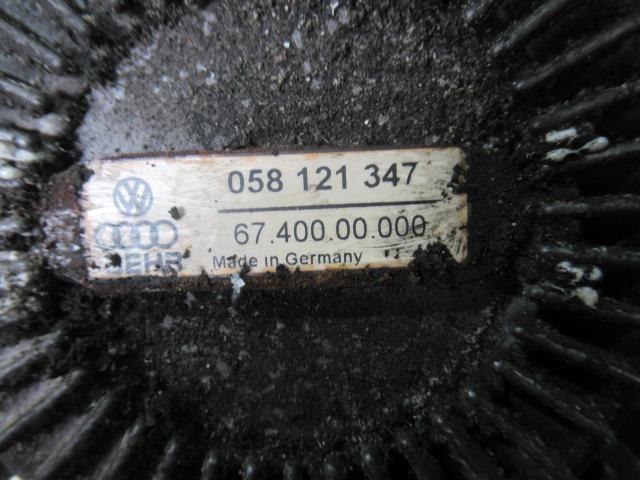 058 121 347
67.400.00.000
BEHR Made in Germany